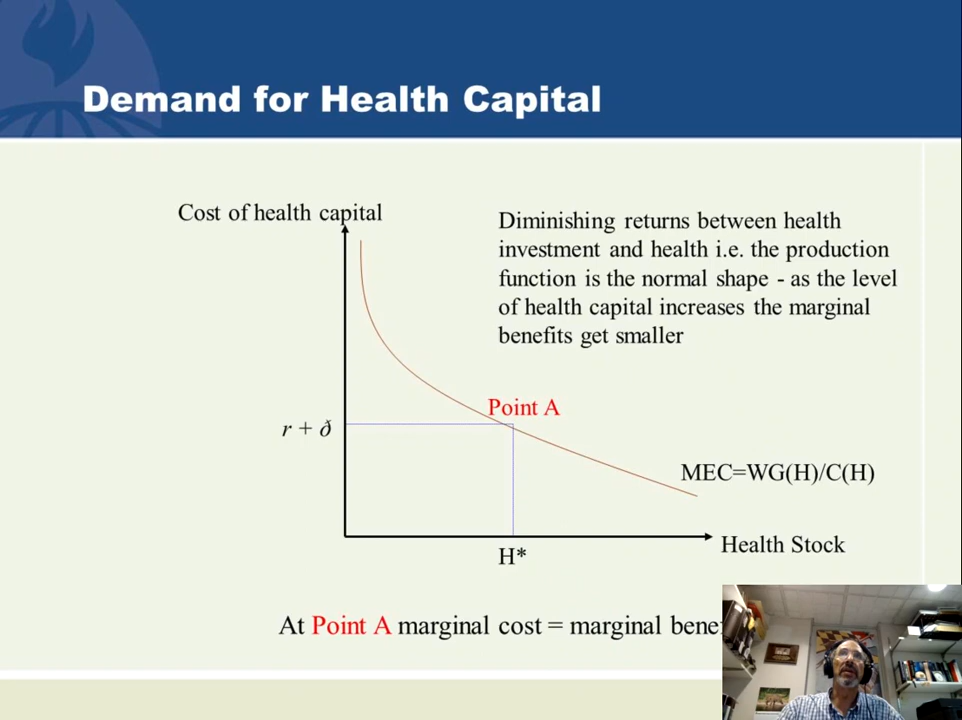 Demand for Health Capital
Cost of health capital
Diminishing returns between health
investment and health i.e. the production
function is the normal shape - as the level
of health capital increases the marginal
benefits get smaller
Point A
r + ð
MEC=WG(H)/C(H)
Health Stock
H*
At Point A marginal cost = marginal bene